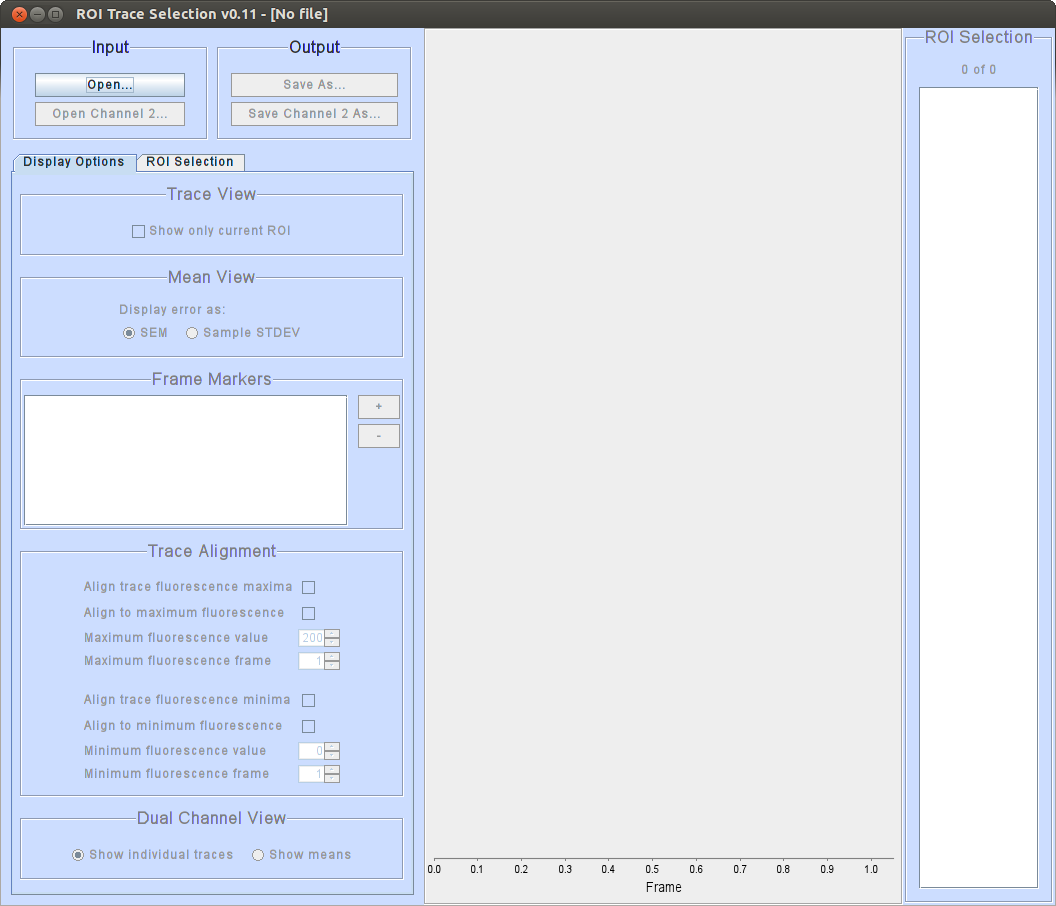 ROI Trace Selection v0.11 - [No file]
Input
Open...
Open Channel 2...
Output
Save As...
Save Channel 2 As...
Display Options
ROI Selection
Trace View
Show only current ROI
Mean View
Display error as:
SEM Sample STDEV
Frame Markers
+
-
Trace Alignment
Align trace fluorescence maxima
Align to maximum fluorescence
Maximum fluorescence value 200
Maximum fluorescence frame 1
Align trace fluorescence minima
Align to minimum fluorescence
Minimum fluorescence value 0
Minimum fluorescence frame 1
Dual Channel View
Show individual traces Show means
0.0 0.1 0.2 0.3 0.4 0.5 0.6 0.7 0.8 0.9 1.0
Frame
ROI Selection
0 of 0